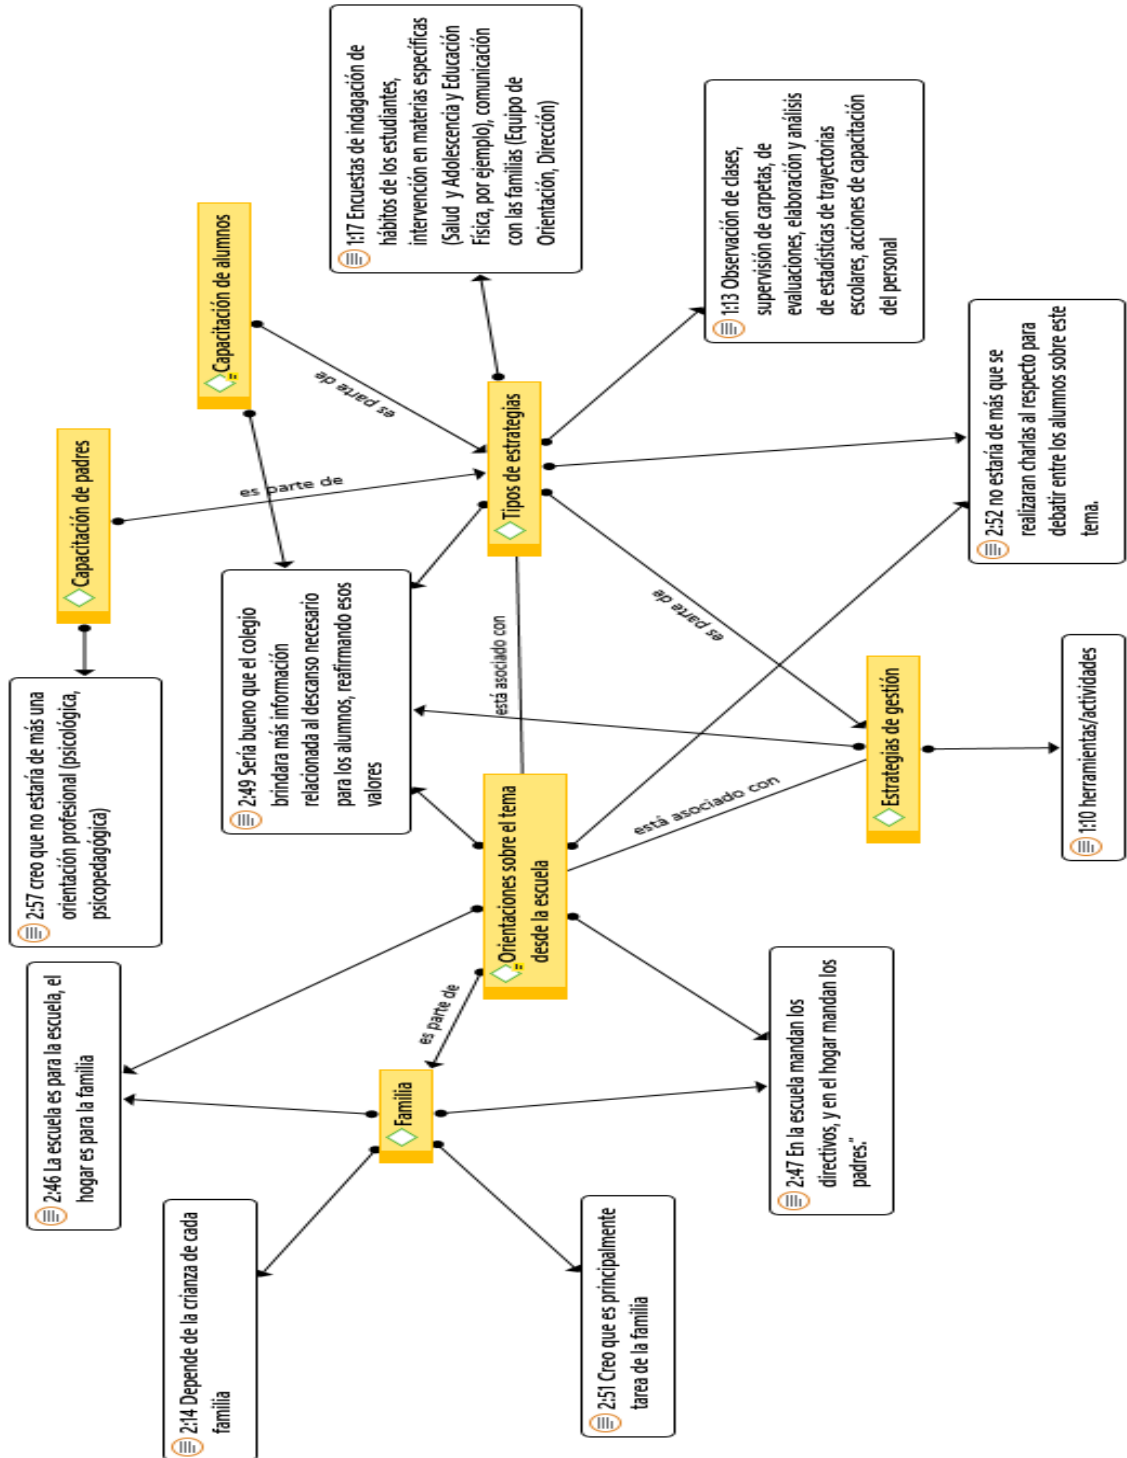 2:57 creo que no estaría de más una
orientación profesional (psicológica,
psicopedagógica)
Capacitación de padres
Capacitación de alumnos
1:17 Encuestas de indagación de
hábitos de los estudiantes,
intervención en materias específicas
(Salud y Adolescencia y Educación
Física, por ejemplo), comunicación
con las familias (Equipo de
Orientación, Dirección)
2:46 La escuela es para la escuela, el
hogar es para la familia
2:49 Sería bueno que el colegio
brindara más información
relacionada al descanso necesario
para los alumnos, reafirmando esos
valores
es parte de
es parte de
2:14 Depende de la crianza de cada
familia
Familia
es parte de
Orientaciones sobre el tema
desde la escuela
está asociado con
Tipos de estrategias
1:13 Observación de clases,
supervisión de carpetas, de
evaluaciones, elaboración y análisis
de estadísticas de trayectorias
escolares, acciones de capacitación
del personal
2:51 Creo que es principalmente
tarea de la familia
está asociado con
es parte de
2:47 En la escuela mandan los
directivos, y en el hogar mandan los
padres."
Estrategias de gestión
2:52 no estaría de más que se
realizaran charlas al respecto para
debatir entre los alumnos sobre este
tema.
1:10 herramientas/actividades